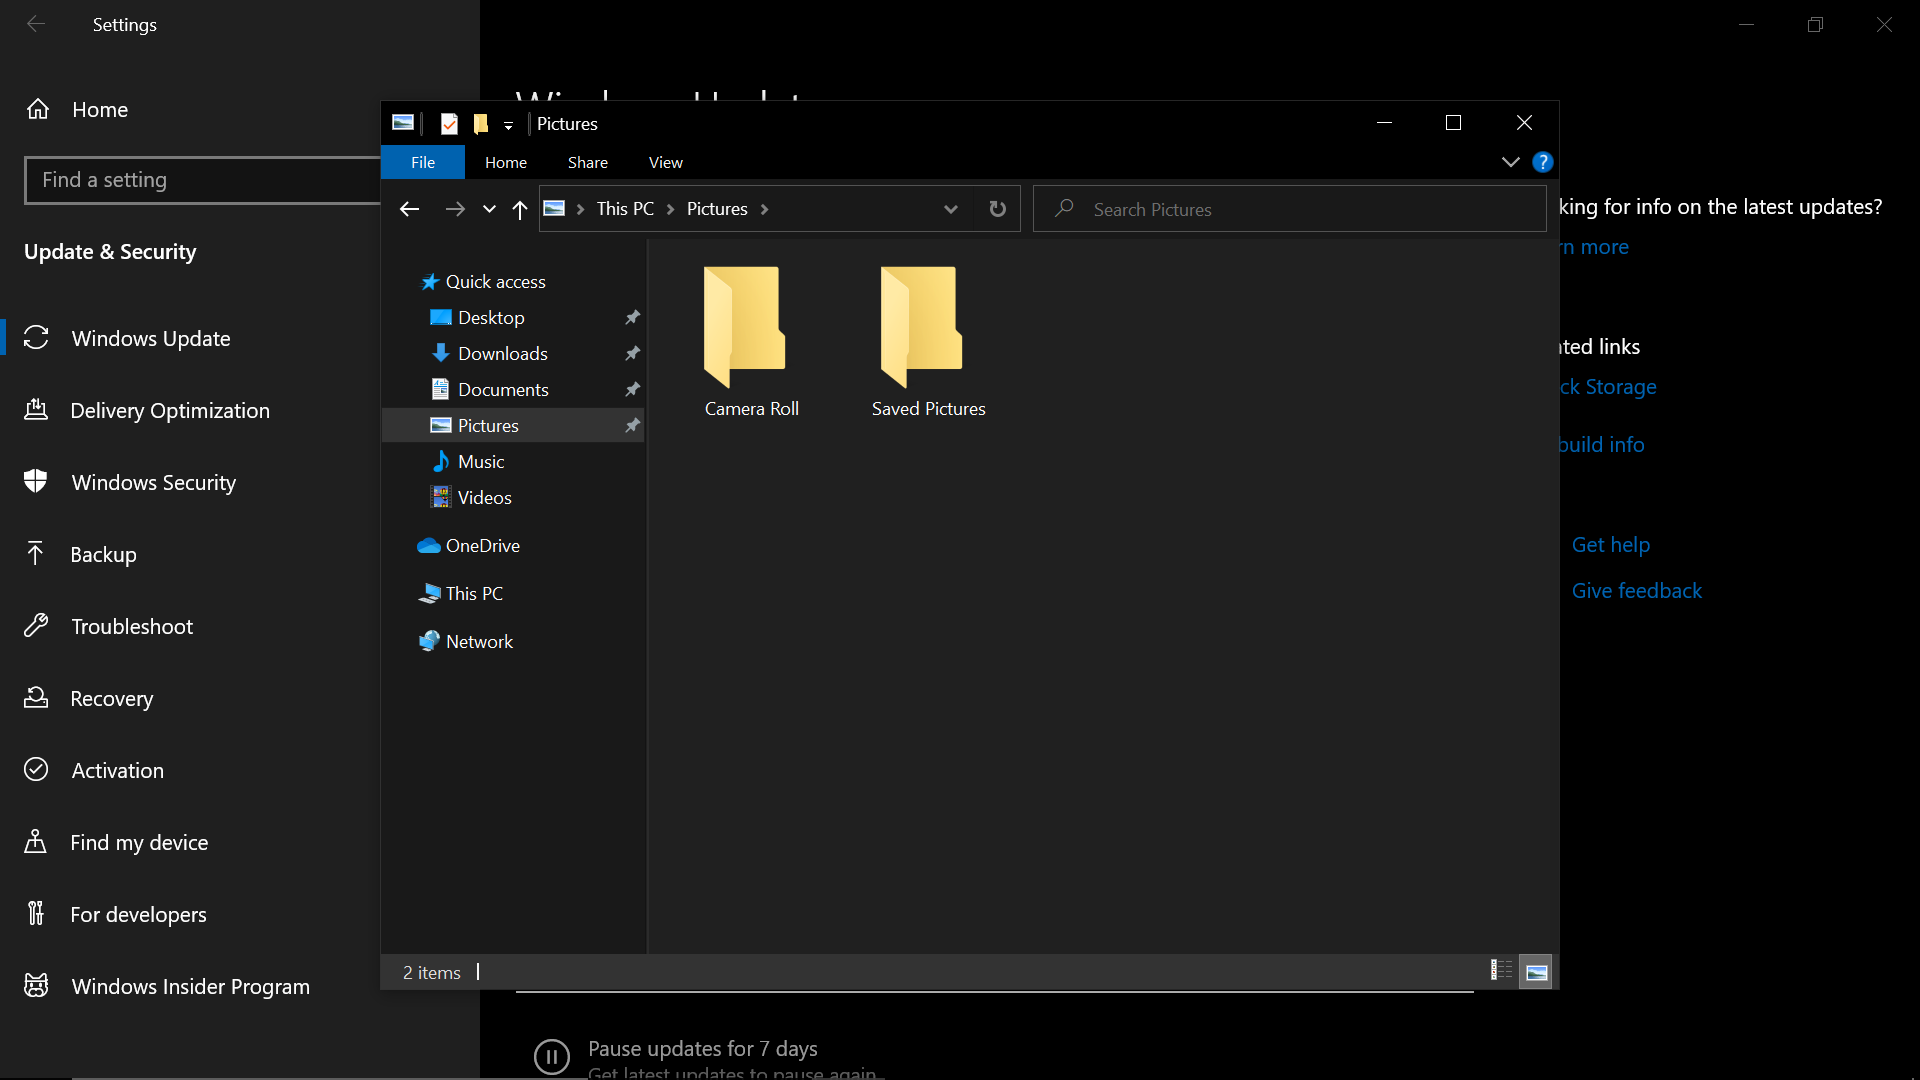 Settings
Home
Find a setting
Update & Security
Windows Update
Delivery Optimization
Windows Security
Backup
Troubleshoot
Recovery
Activation
Find my device
For developers
Windows Insider Program
Windows Update
Pictures
File Home Share View
?
This PC Pictures
Search Pictures
Quick access
Desktop
Downloads
Documents
Pictures
Music
Videos
OneDrive
This PC
Network
Camera Roll
Saved Pictures
2 items
king for info on the latest updates?
rn more
ated links
ck Storage
build info
Get help
Give feedback
Pause updates for 7 days
Get latest updates to pause again